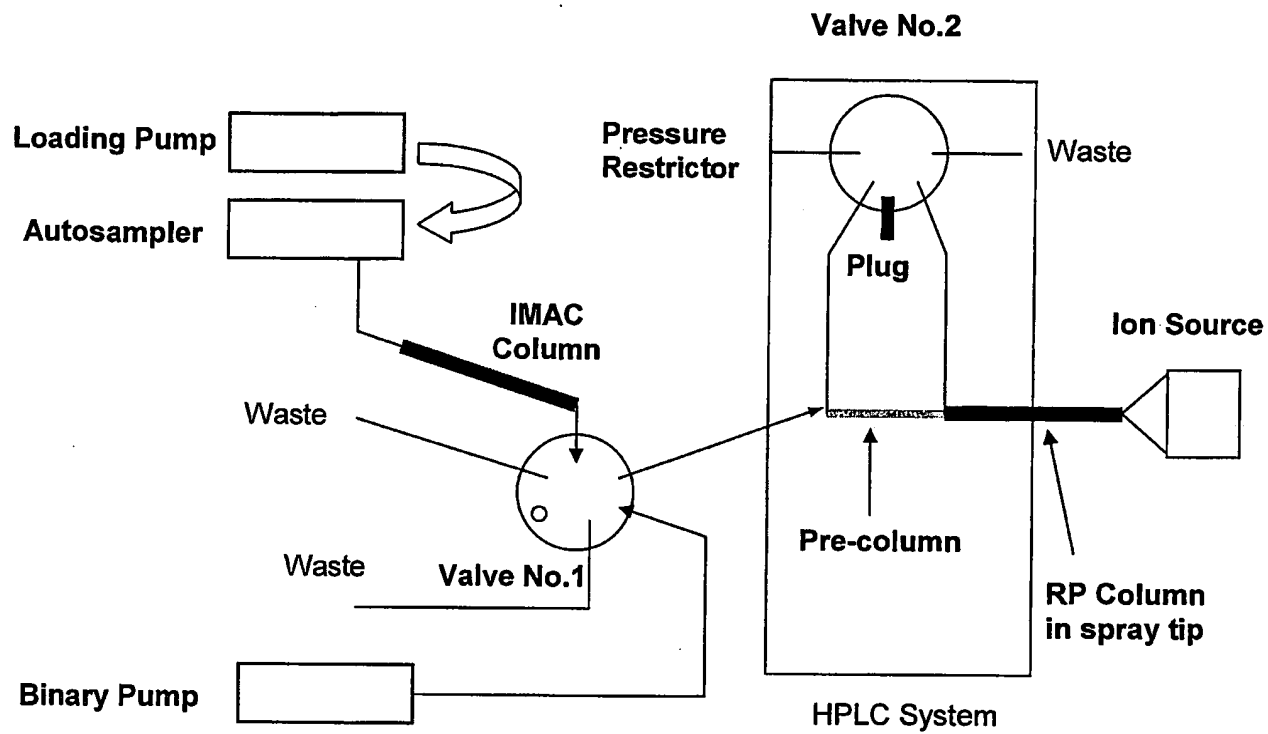 Valve No.2
Loading Pump
Pressure
Restrictor
Waste
Autosampler
Plug
IMAC
Column
Ion Source
Waste
Pre-column
Waste
Valve No.1
RP Column
in spray tip
Binary Pump
HPLC System